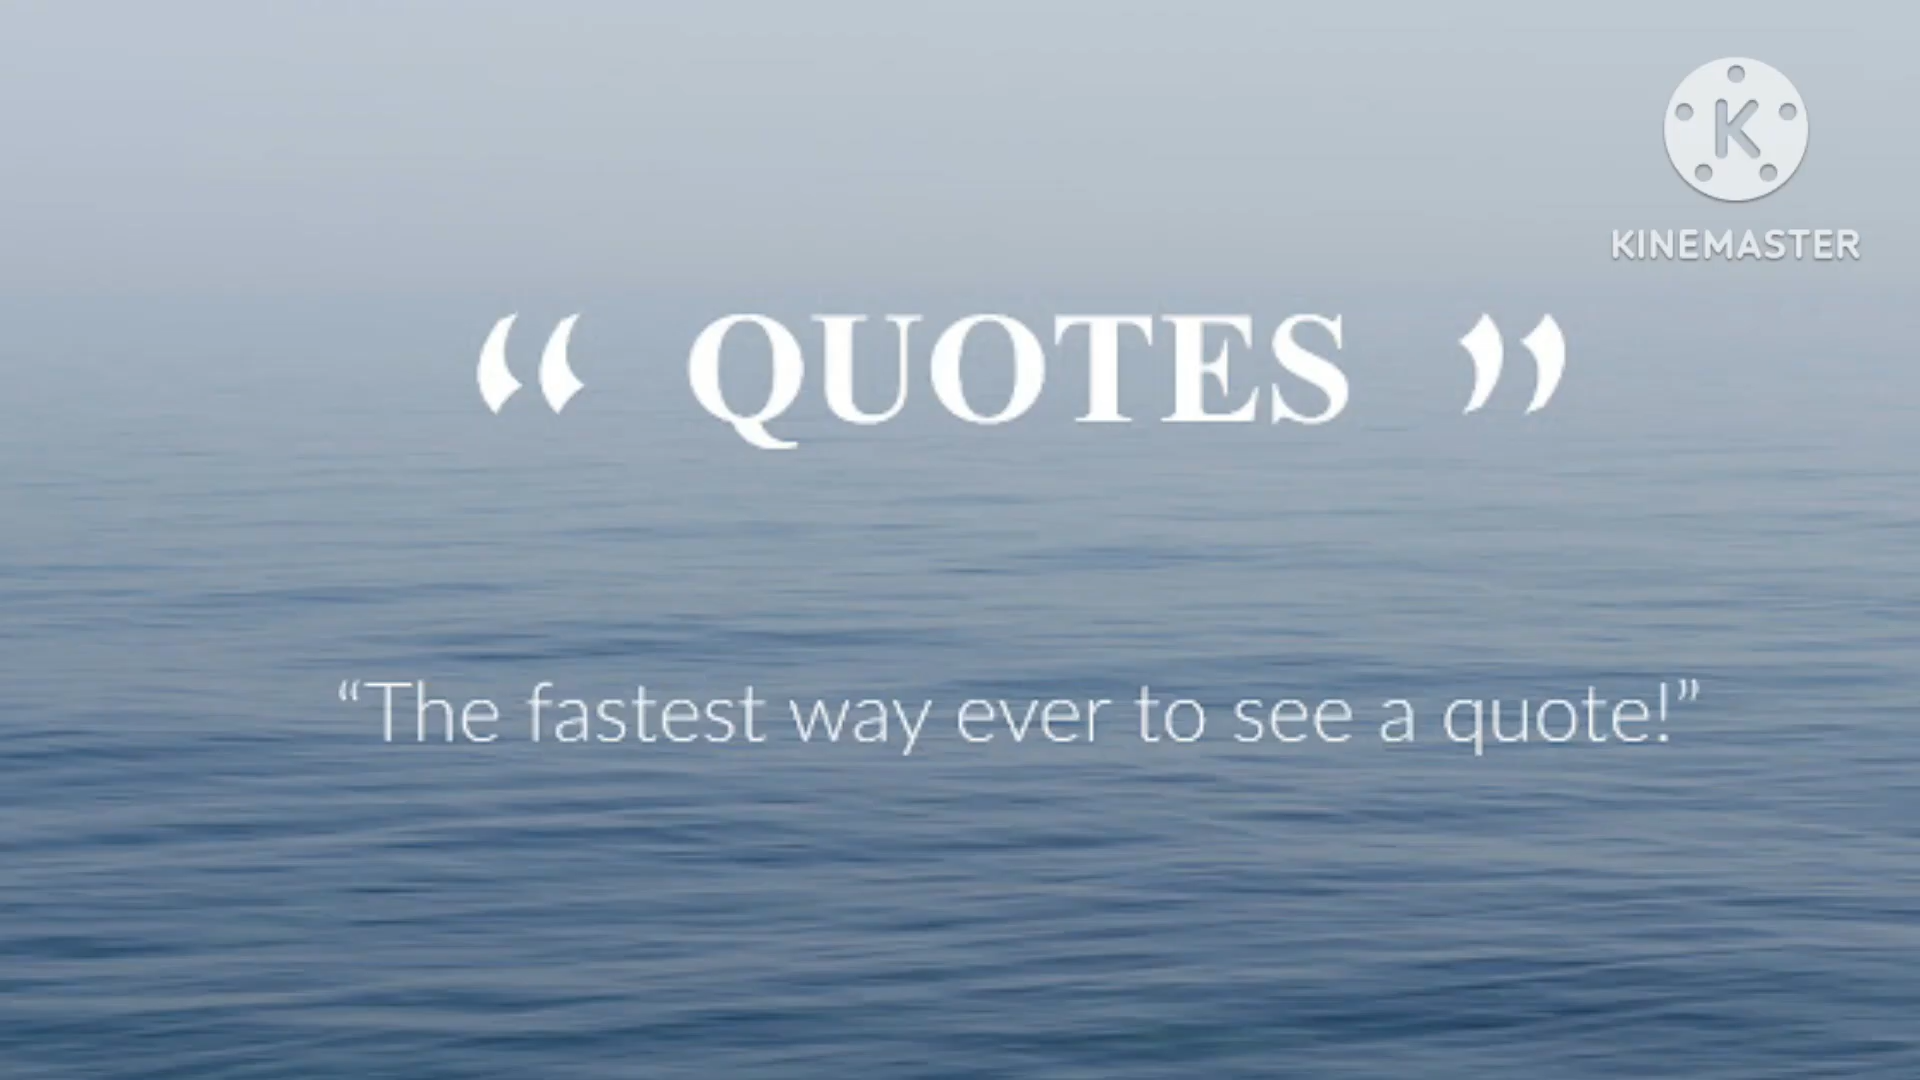 K
KINEMASTER
“ QUOTES ”
“The fastest way ever to see a quote!”